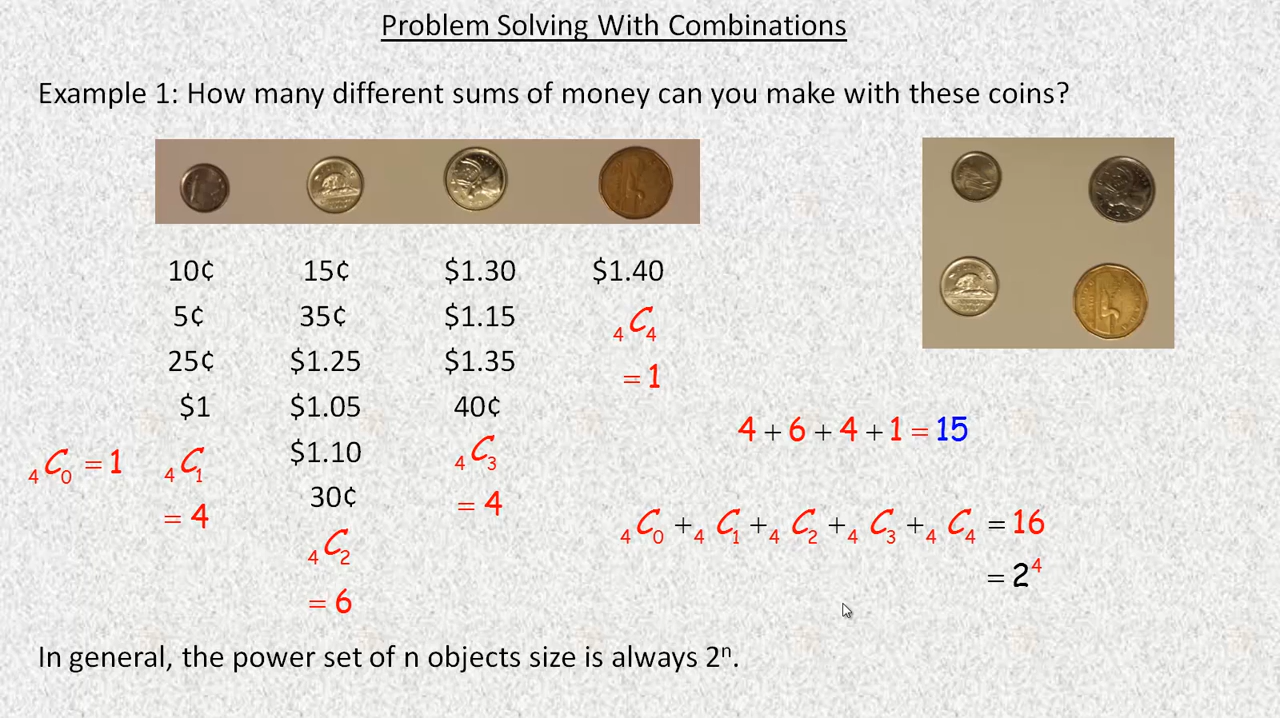 Problem Solving With Combinations
Example 1: How many different sums of money can you make with these coins?
10¢ 15¢ $1.30 $1.40
5¢ 35¢ $1.15 ₄C₄
25¢ $1.25 $1.35 = 1
$1 $1.05 40¢ 4 + 6 + 4 + 1 = 15
₄C₀ = 1 ₄C₁ $1.10 ₄C₃
= 4 30¢ = 4 ₄C₀ + ₄C₁ + ₄C₂ + ₄C₃ + ₄C₄ = 16
₄C₂ = 2⁴
= 6
In general, the power set of n objects size is always 2ⁿ.